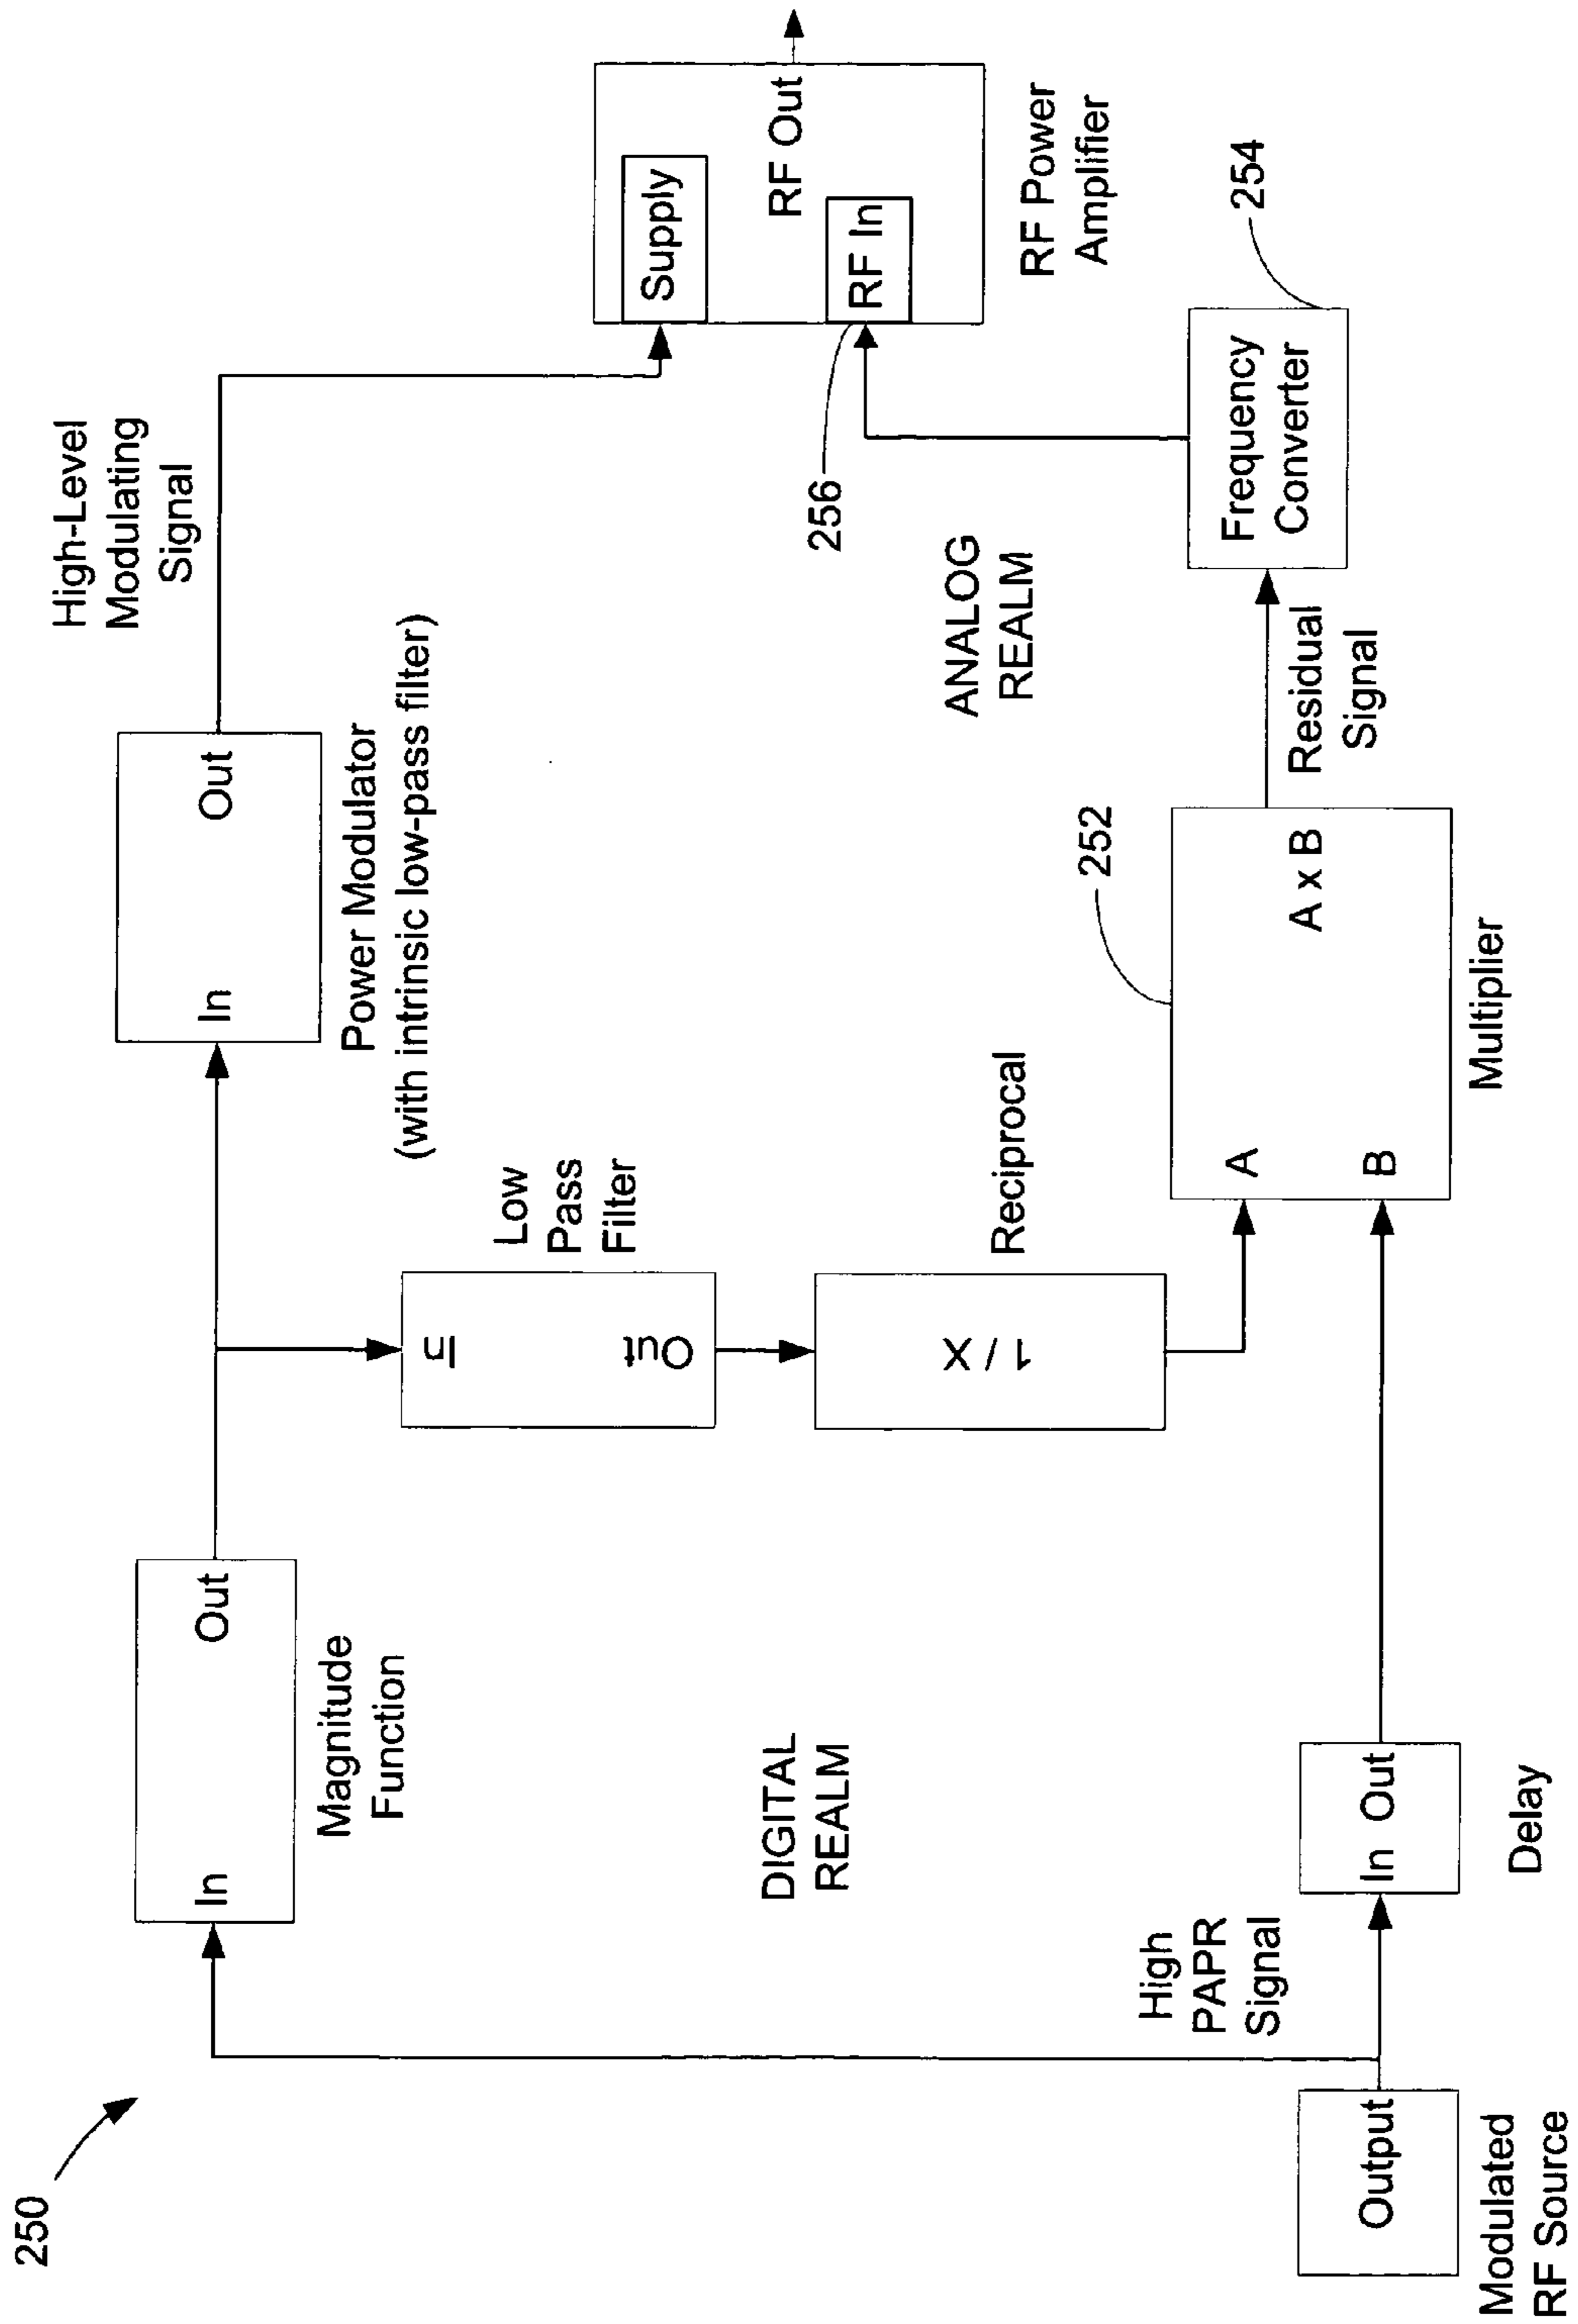 250
High-Level
Modulating
Signal
In
Out
Magnitude
Function
In
Out
Power Modulator
(with intrinsic low-pass filter)
Supply
RF Out
RF In
RF Power
Amplifier
In
Out
Low
Pass
Filter
1 / X
Reciprocal
256
ANALOG
REALM
DIGITAL
REALM
252
254
High
PAPR
Signal
Output
Modulated
RF Source
In Out
Delay
A
B
A x B
Multiplier
Residual
Signal
Frequency
Converter